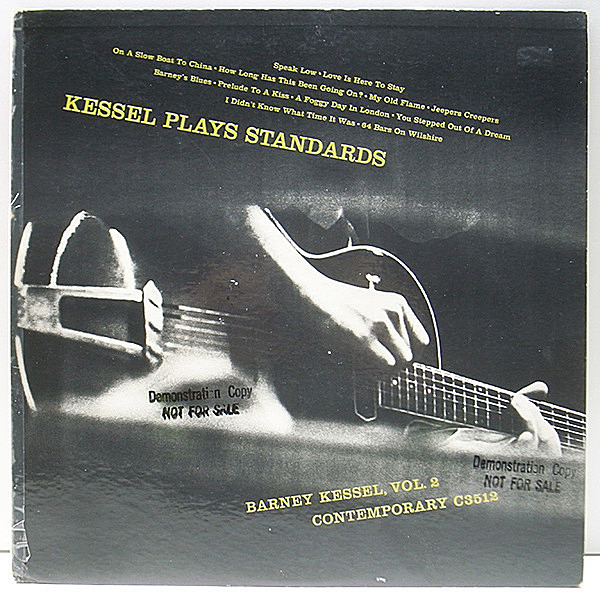 Speak Low • Love Is Here To Stay
On A Slow Boat To China • How Long Has This Been Going On? • My Old Flame • Jeepers Creepers
Barney's Blues • Prelude To A Kiss • A Foggy Day In London • You Stepped Out Of A Dream
I Didn't Know What Time It Was • 64 Bars On Wilshire
KESSEL PLAYS STANDARDS
Demonstration Copy
NOT FOR SALE
Demonstration Copy
NOT FOR SALE
BARNEY KESSEL, VOL. 2
CONTEMPORARY C3512